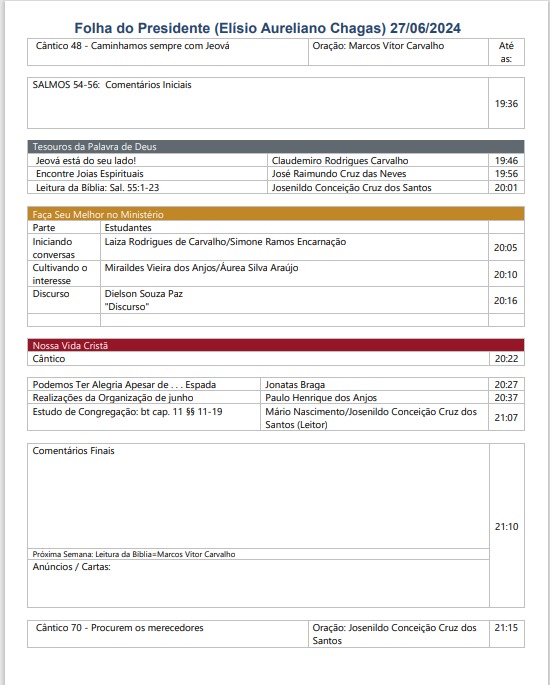 Folha do Presidente (Elísio Aureliano Chagas) 27/06/2024
Cântico 48 - Caminhamos sempre com Jeová Oração: Marcos Vitor Carvalho Até
as:
SALMOS 54-56: Comentários Iniciais
19:36
Tesouros da Palavra de Deus
Jeová está do seu lado! Claudemiro Rodrigues Carvalho 19:46
Encontre Joias Espirituais José Raimundo Cruz das Neves 19:56
Leitura da Bíblia: Sal. 55:1-23 Josenildo Conceição Cruz dos Santos 20:01
Faça Seu Melhor no Ministério
Parte Estudantes
Iniciando Laiza Rodrigues de Carvalho/Simone Ramos Encarnação
conversas 20:05
Cultivando o Miraildes Vieira dos Anjos/Áurea Silva Araújo
interesse 20:10
Discurso Dielson Souza Paz
"Discurso" 20:16
Nossa Vida Cristã
Cântico 20:22
Podemos Ter Alegria Apesar de . . . Espada Jonatas Braga 20:27
Realizações da Organização de junho Paulo Henrique dos Anjos 20:37
Estudo de Congregação: bt cap. 11 §§ 11-19 Mário Nascimento/Josenildo Conceição Cruz dos
Santos (Leitor) 21:07
Comentários Finais
21:10
Próxima Semana: Leitura da Bíblia=Marcos Vitor Carvalho
Anúncios / Cartas:
Cântico 70 - Procurem os merecedores Oração: Josenildo Conceição Cruz dos 21:15
Santos